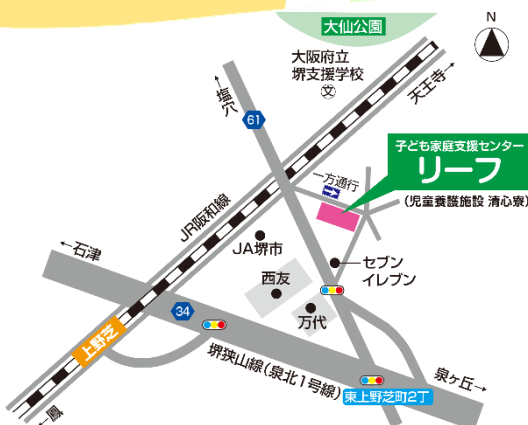 大仙公園
N
大阪府立
堺支援学校
文
天王寺→
←塩穴
61
子ども家庭支援センター
リーフ
(児童養護施設 清心寮)
一方通行
JR阪和線
JA堺市
セブン
イレブン
←石津
西友
万代
34
上野芝
堺狭山線(泉北1号線)
泉ヶ丘→
東上野芝町2丁
←鳳